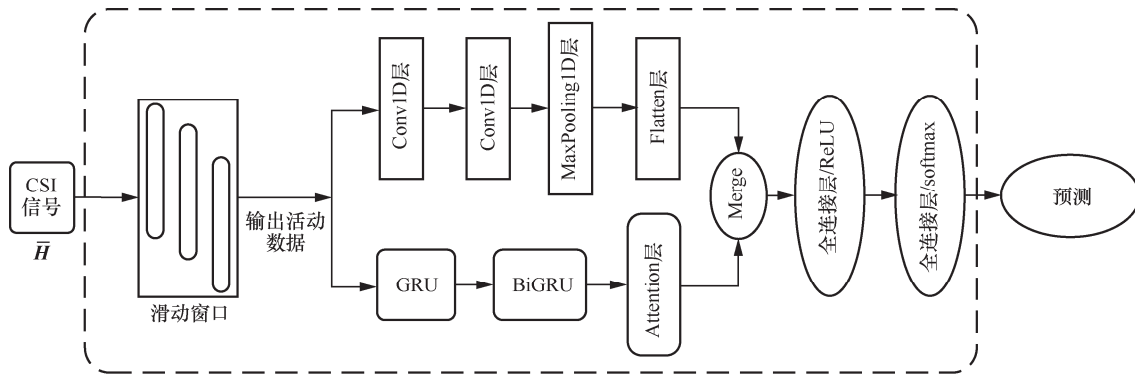 CSI
信号
H̅
滑动窗口
输出活动
数据
Conv1D层
Conv1D层
MaxPooling1D层
Flatten层
GRU
BiGRU
Attention层
Merge
全连接层/ReLU
全连接层/softmax
预测